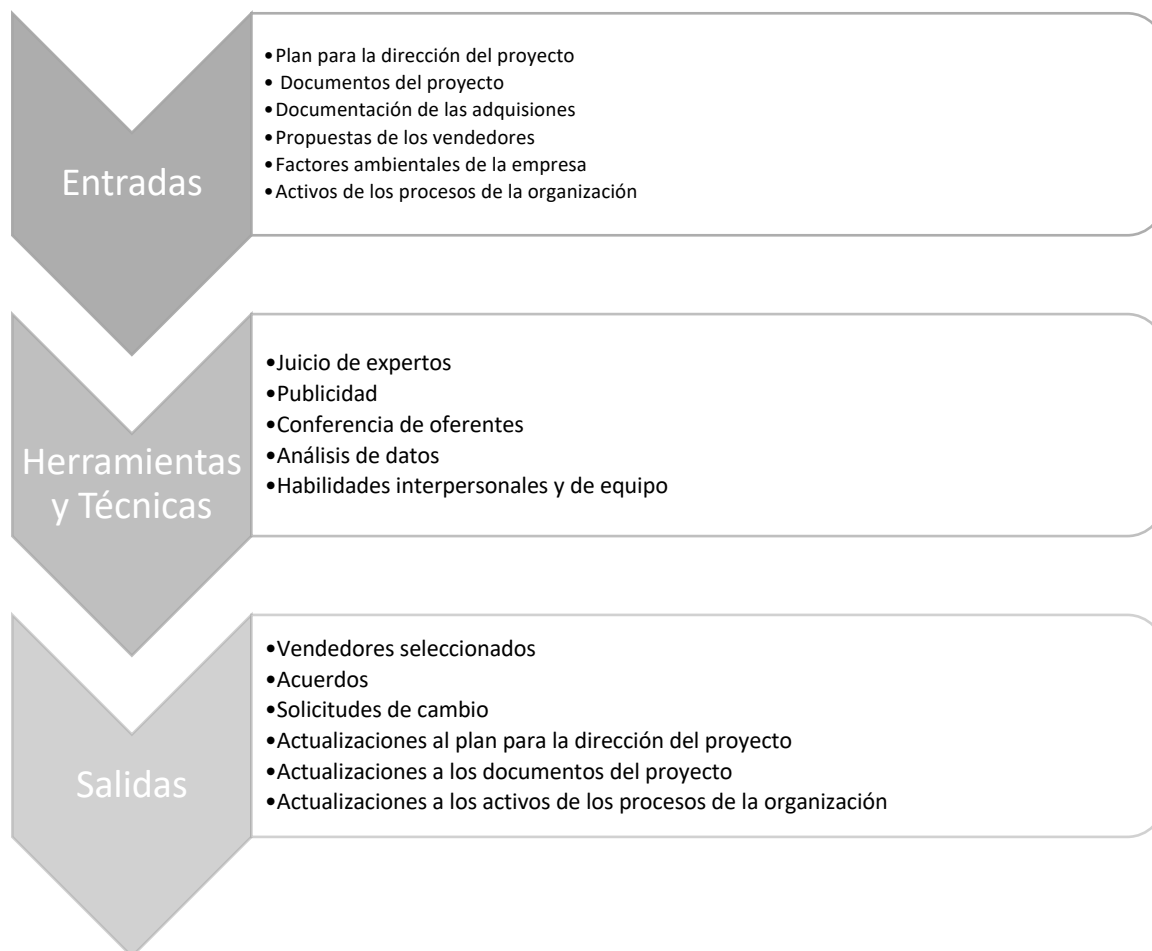 Entradas
•Plan para la dirección del proyecto
• Documentos del proyecto
•Documentación de las adquisiones
•Propuestas de los vendedores
•Factores ambientales de la empresa
•Activos de los procesos de la organización
Herramientas
y Técnicas
•Juicio de expertos
•Publicidad
•Conferencia de oferentes
•Análisis de datos
•Habilidades interpersonales y de equipo
Salidas
•Vendedores seleccionados
•Acuerdos
•Solicitudes de cambio
•Actualizaciones al plan para la dirección del proyecto
•Actualizaciones a los documentos del proyecto
•Actualizaciones a los activos de los procesos de la organización